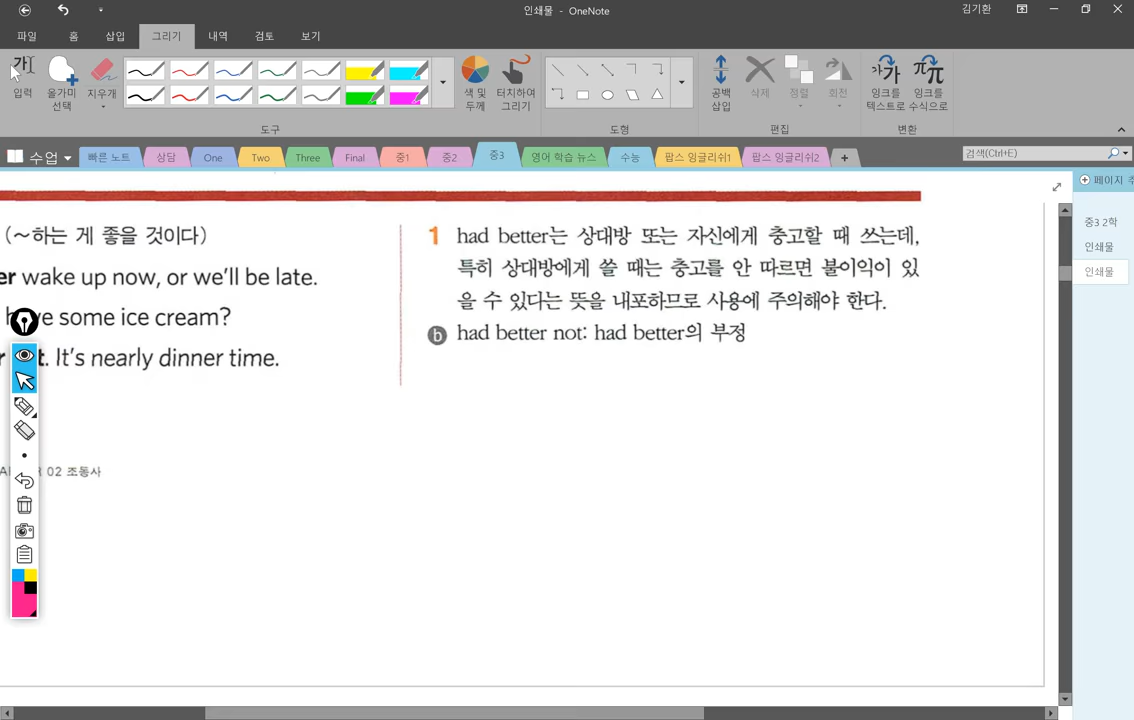 인쇄물 - OneNote
김기환
파일 홈 삽입 그리기 내역 검토 보기
가
입력
올가미
선택
지우개
색 및
두께
터치하여
그리기
공백
삽입
삭제
정렬
회전
잉크를
텍스트로
잉크를
수식으로
도구
도형
편집
변환
수업
빠른 노트
상담
One
Two
Three
Final
중1
중2
중3
영어 학습 뉴스
수능
팝스 잉글리쉬1
팝스 잉글리쉬2
검색(Ctrl+E)
페이지 추
중3 2학
인쇄물
인쇄물
(~하는 게 좋을 것이다)
er wake up now, or we'll be late.
have some ice cream?
It's nearly dinner time.
02 조동사
1 had better는 상대방 또는 자신에게 충고할 때 쓰는데,
특히 상대방에게 쓸 때는 충고를 안 따르면 불이익이 있
을 수 있다는 뜻을 내포하므로 사용에 주의해야 한다.
b had better not: had better의 부정